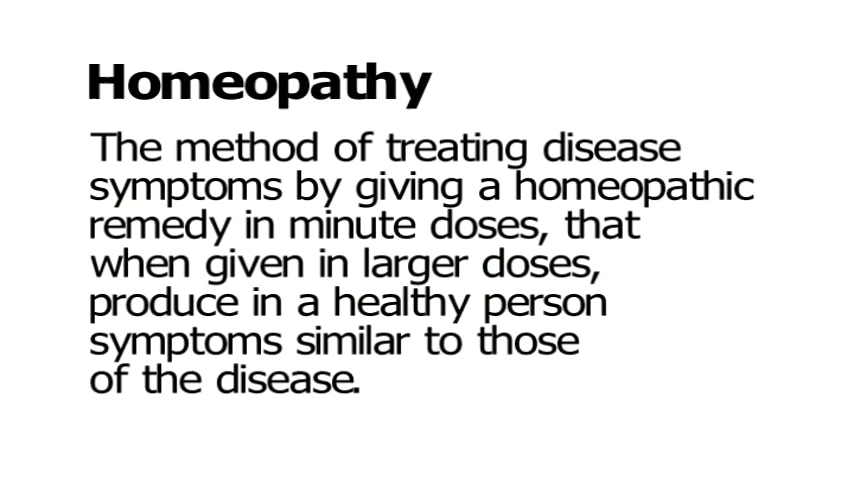 Homeopathy
The method of treating disease
symptoms by giving a homeopathic
remedy in minute doses, that
when given in larger doses,
produce in a healthy person
symptoms similar to those
of the disease.